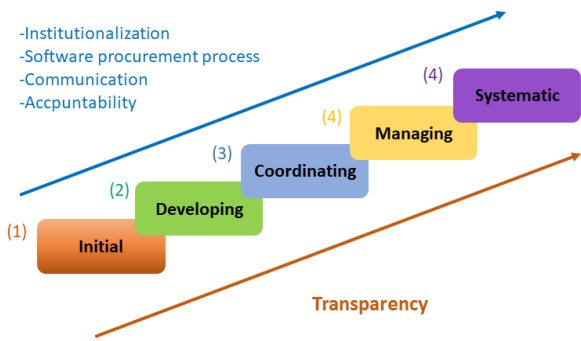 -Institutionalization
-Software procurement process
-Communication
-Accpuntability
(4)
Systematic
(4)
Managing
(3)
Coordinating
(2)
Developing
(1)
Initial
Transparency